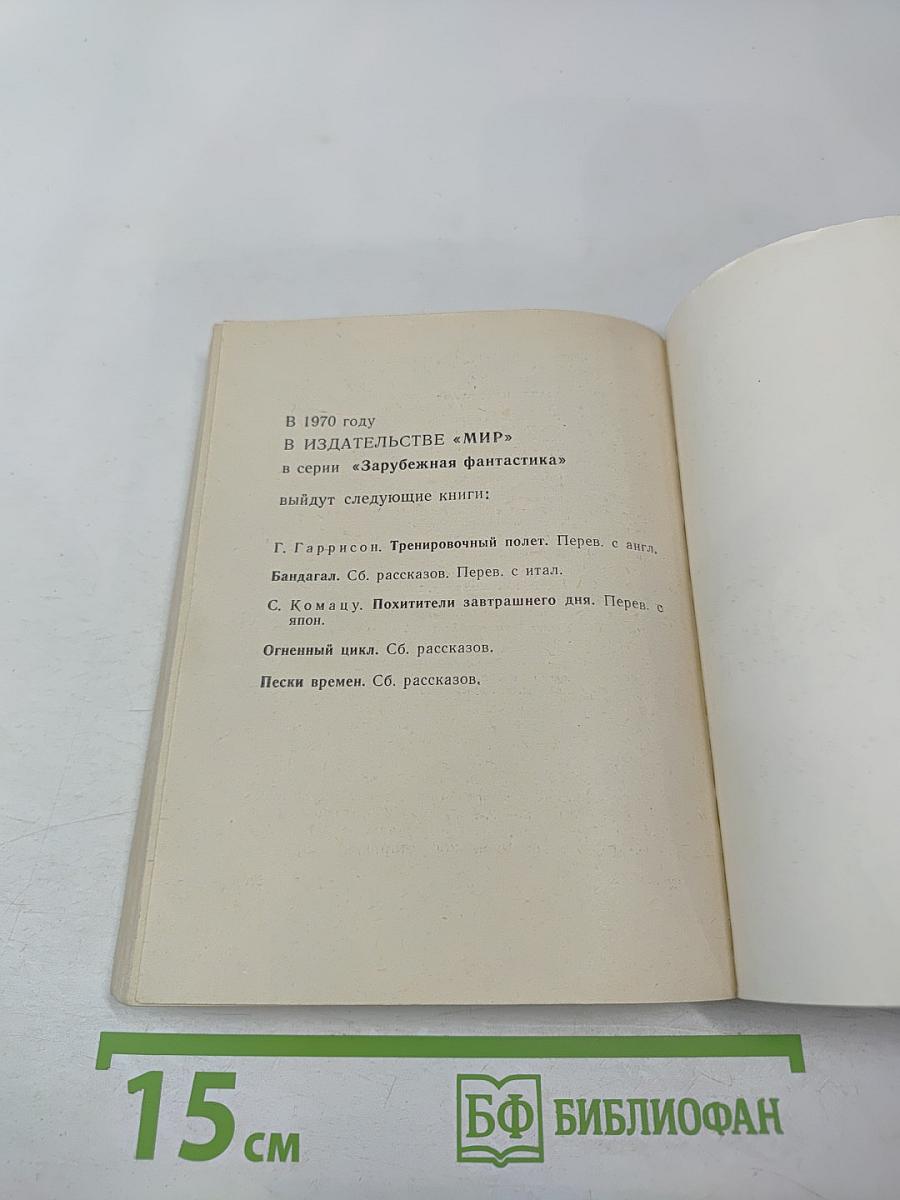 В 1970 году
В ИЗДАТЕЛЬСТВЕ «МИР»
в серии «Зарубежная фантастика»
выйдут следующие книги:
Г. Гаррисон. Тренировочный полет. Перев. с англ.
Бандагал. Сб. рассказов. Перев. с итал.
С. Комацу. Похитители завтрашнего дня. Перев. с
япон.
Огненный цикл. Сб. рассказов.
Пески времен. Сб. рассказов.
15 см
БФ БИБЛИОФАН